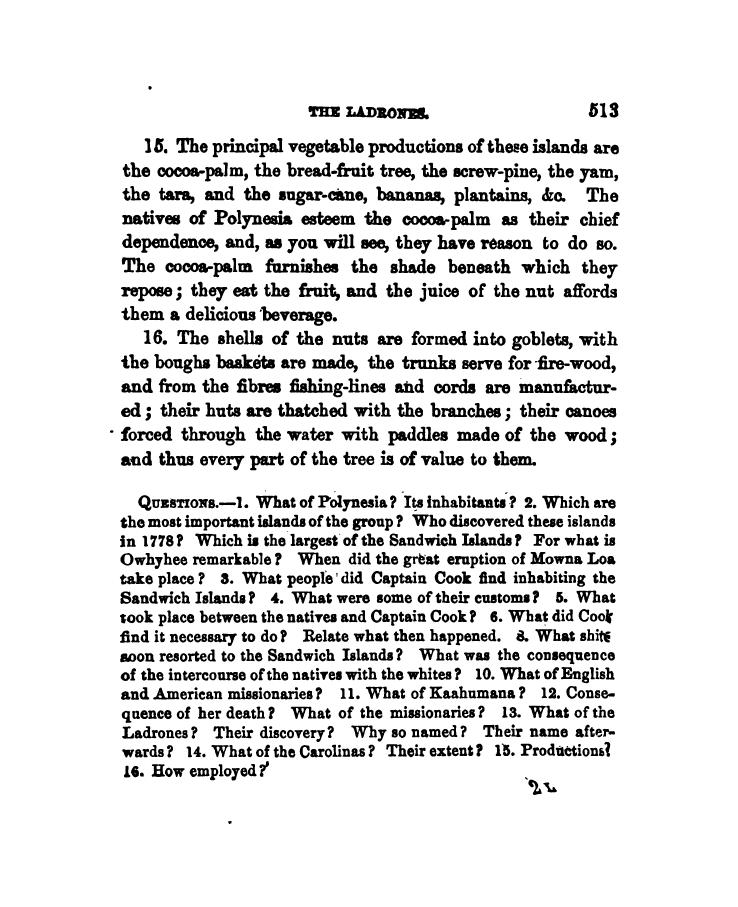 THE LADRONES. 513
15. The principal vegetable productions of these islands are
the cocoa-palm, the bread-fruit tree, the screw-pine, the yam,
the tara, and the sugar-cane, bananas, plantains, &c. The
natives of Polynesia esteem the cocoa-palm as their chief
dependence, and, as you will see, they have reason to do so.
The cocoa-palm furnishes the shade beneath which they
repose; they eat the fruit, and the juice of the nut affords
them a delicious beverage.
16. The shells of the nuts are formed into goblets, with
the boughs baskets are made, the trunks serve for fire-wood,
and from the fibres fishing-lines and cords are manufactur-
ed; their huts are thatched with the branches; their canoes
forced through the water with paddles made of the wood;
and thus every part of the tree is of value to them.
QUESTIONS.—1. What of Polynesia? Its inhabitants? 2. Which are
the most important islands of the group? Who discovered these islands
in 1778? Which is the largest of the Sandwich Islands? For what is
Owhyhee remarkable? When did the great eruption of Mowna Loa
take place? 3. What people did Captain Cook find inhabiting the
Sandwich Islands? 4. What were some of their customs? 5. What
took place between the natives and Captain Cook? 6. What did Cook
find it necessary to do? Relate what then happened. 8. What ships
soon resorted to the Sandwich Islands? What was the consequence
of the intercourse of the natives with the whites? 10. What of English
and American missionaries? 11. What of Kaahumana? 12. Conse-
quence of her death? What of the missionaries? 13. What of the
Ladrones? Their discovery? Why so named? Their name after-
wards? 14. What of the Carolinas? Their extent? 15. Productions?
16. How employed?